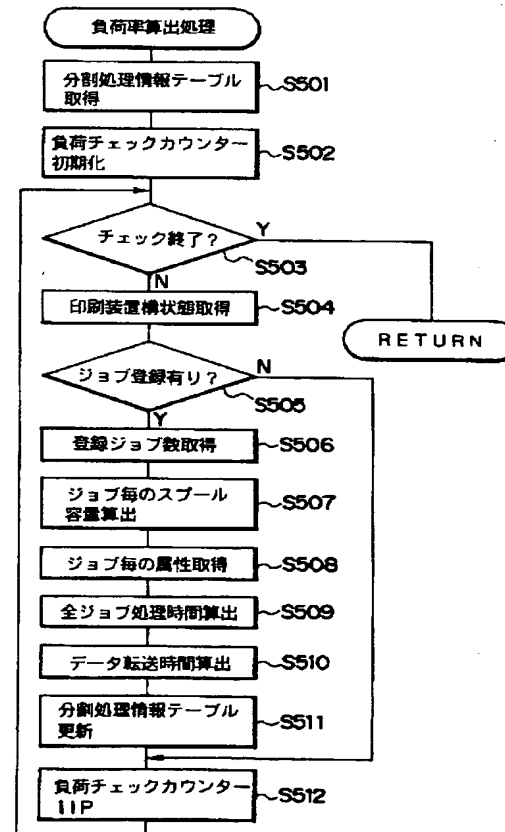 負荷率算出処理
分割処理情報テーブル
取得
S501
負荷チェックカウンター
初期化
S502
チェック終了?
Y
S503
N
印刷装置構状態取得
S504
RETURN
ジョブ登録有り?
N
S505
Y
登録ジョブ数取得
S506
ジョブ毎のスプール
容量算出
S507
ジョブ毎の属性取得
S508
全ジョブ処理時間算出
S509
データ転送時間算出
S510
分割処理情報テーブル
更新
S511
負荷チェックカウンター
UP
S512